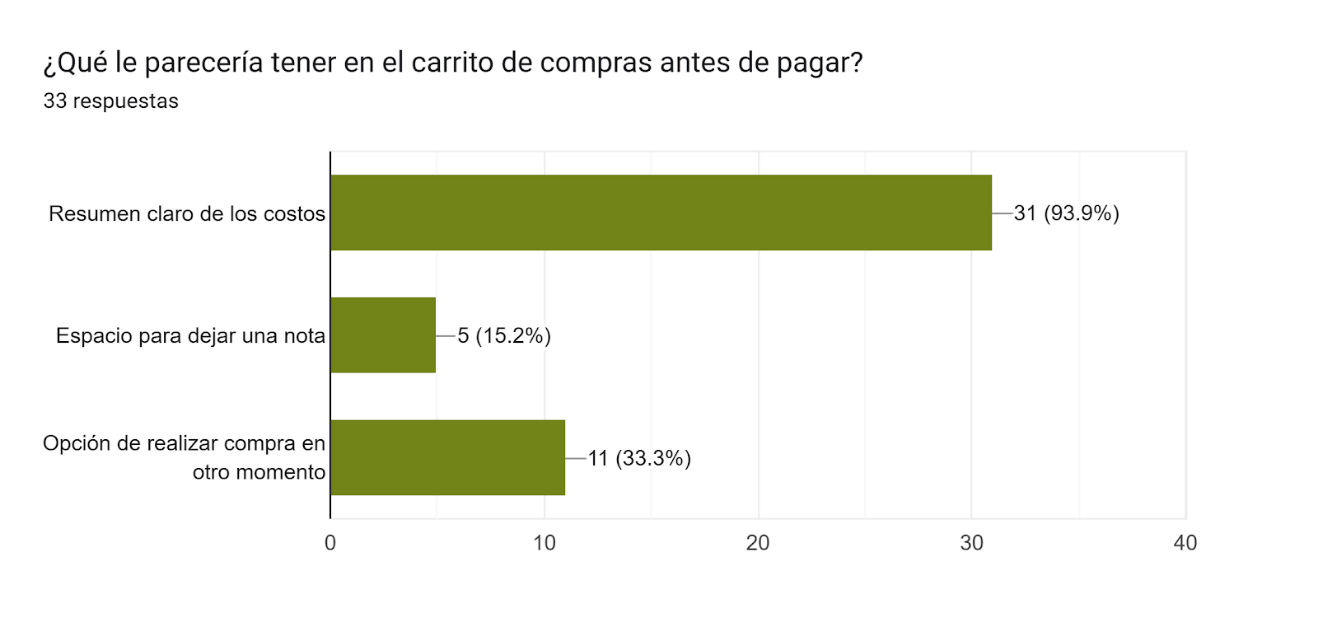 ¿Qué le parecería tener en el carrito de compras antes de pagar?
33 respuestas
Resumen claro de los costos
31 (93.9%)
Espacio para dejar una nota
5 (15.2%)
Opción de realizar compra en
otro momento
11 (33.3%)
0 10 20 30 40